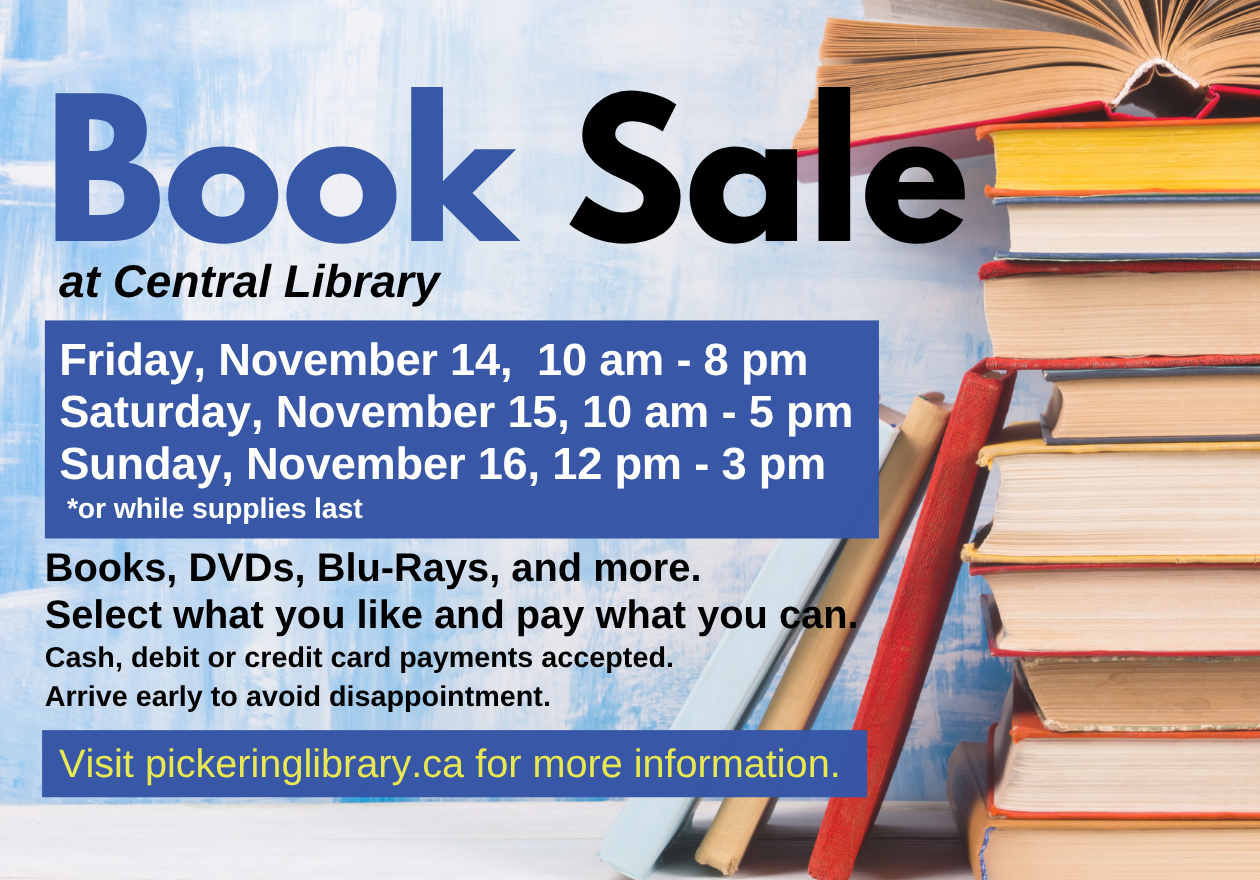 Book Sale
at Central Library
Friday, November 14,  10 am - 8 pm
Saturday, November 15, 10 am - 5 pm
Sunday, November 16, 12 pm - 3 pm
*or while supplies last
Books, DVDs, Blu-Rays, and more.
Select what you like and pay what you can.
Cash, debit or credit card payments accepted.
Arrive early to avoid disappointment.
Visit pickeringlibrary.ca for more information.